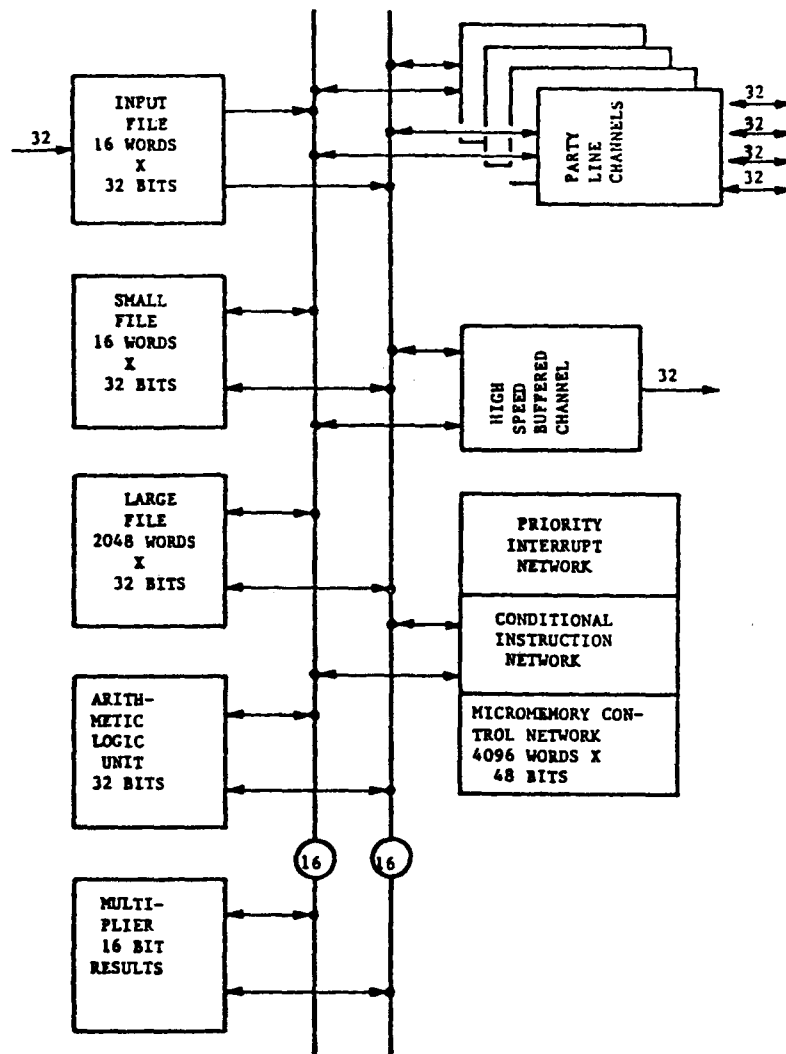 INPUT
FILE
16 WORDS
X
32 BITS
32
SMALL
FILE
16 WORDS
X
32 BITS
LARGE
FILE
2048 WORDS
X
32 BITS
ARITH-
METIC
LOGIC
UNIT
32 BITS
MULTI-
PLIER
16 BIT
RESULTS
16
16
PARTY
LINE
CHANNELS
32
32
32
32
HIGH
SPEED
BUFFERED
CHANNEL
32
PRIORITY
INTERRUPT
NETWORK
CONDITIONAL
INSTRUCTION
NETWORK
MICROMEMORY CON-
TROL NETWORK
4096 WORDS X
48 BITS